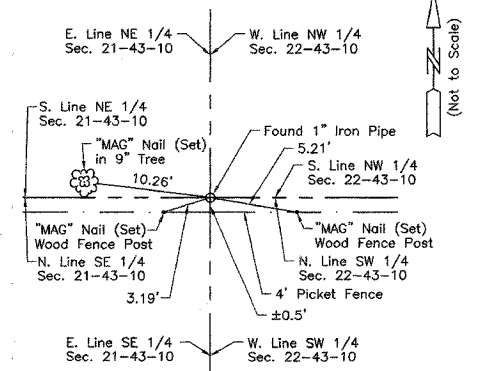 E. Line NE 1/4
Sec. 21-43-10
W. Line NW 1/4
Sec. 22-43-10
(Not to Scale)
N
S. Line NE 1/4
Sec. 21-43-10
"MAG" Nail (Set)
in 9" Tree
10.26'
Found 1" Iron Pipe
5.21'
S. Line NW 1/4
Sec. 22-43-10
"MAG" Nail (Set)
Wood Fence Post
"MAG" Nail (Set)
Wood Fence Post
N. Line SE 1/4
Sec. 21-43-10
N. Line SW 1/4
Sec. 22-43-10
3.19'
4' Picket Fence
±0.5'
E. Line SE 1/4
Sec. 21-43-10
W. Line SW 1/4
Sec. 22-43-10